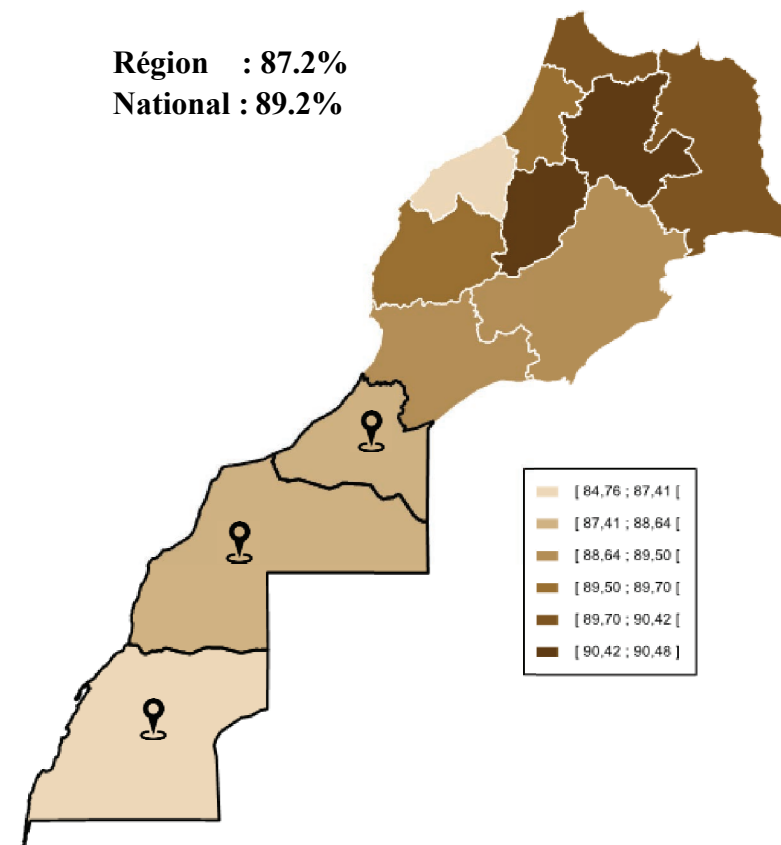 Région : 87.2%
National : 89.2%
[ 84,76 ; 87,41 [
[ 87,41 ; 88,64 [
[ 88,64 ; 89,50 [
[ 89,50 ; 89,70 [
[ 89,70 ; 90,42 [
[ 90,42 ; 90,48 ]